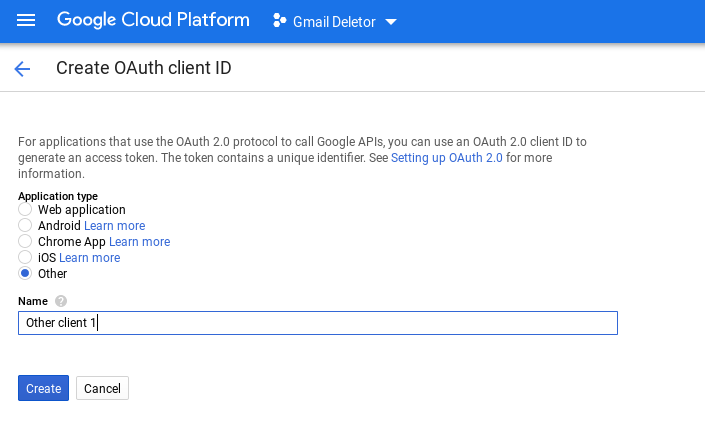 Google Cloud Platform Gmail Deletor
Create OAuth client ID
For applications that use the OAuth 2.0 protocol to call Google APIs, you can use an OAuth 2.0 client ID to
generate an access token. The token contains a unique identifier. See Setting up OAuth 2.0 for more
information.
Application type
Web application
Android Learn more
Chrome App Learn more
iOS Learn more
Other
Name ?
Other client 1
Create Cancel